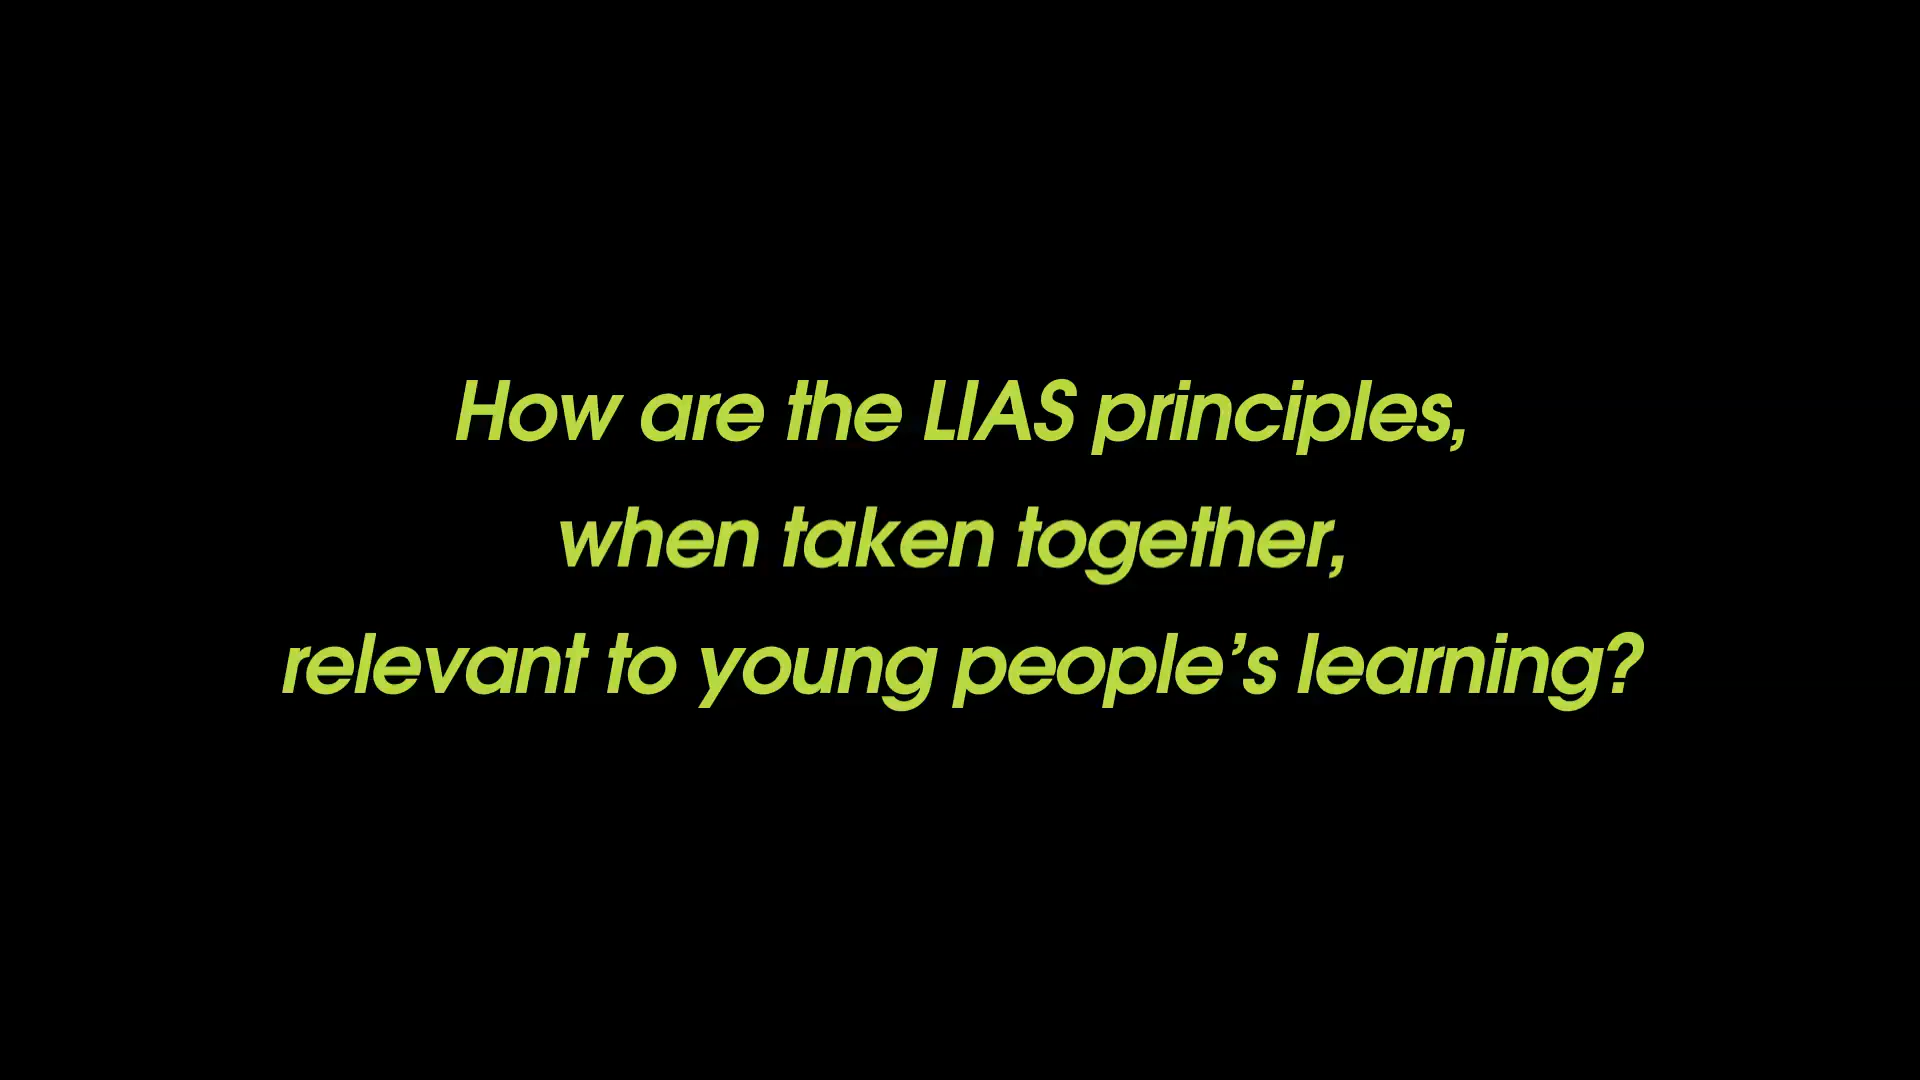 How are the LIAS principles,
when taken together,
relevant to young people’s learning?